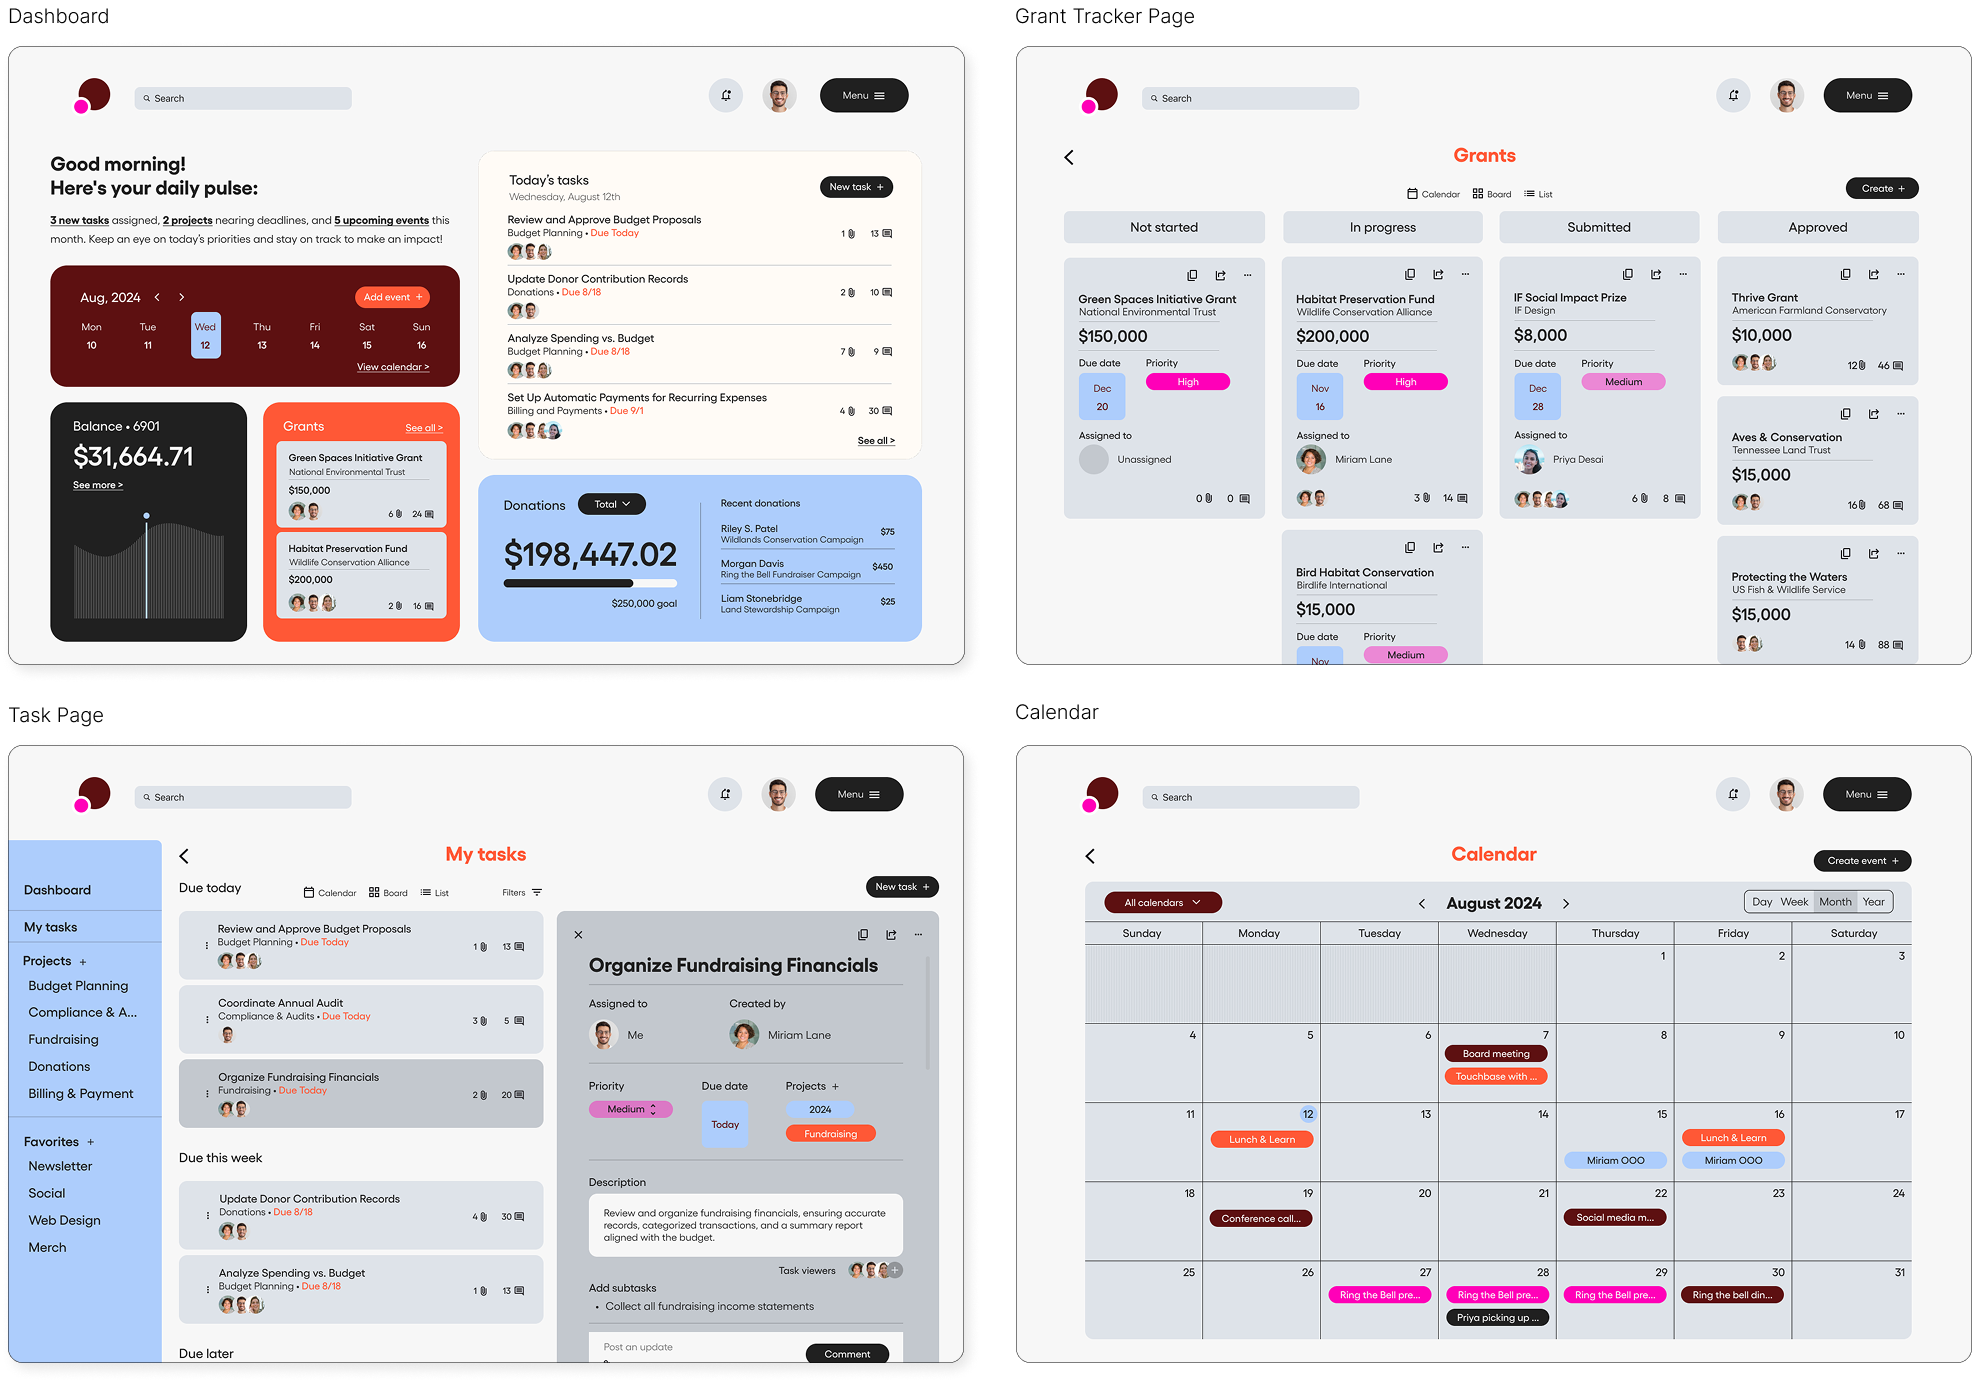 Dashboard
Search
Menu
Good morning!
Here's your daily pulse:
3 new tasks assigned, 2 projects nearing deadlines, and 5 upcoming events this
month. Keep an eye on today's priorities and stay on track to make an impact!
Aug, 2024
Add event +
Mon Tue Wed Thu Fri Sat Sun
10 11 12 13 14 15 16
View calendar >
Balance • 6901
$31,664.71
See more >
Grants
See all >
Green Spaces Initiative Grant
National Environmental Trust
$150,000
6 24
Habitat Preservation Fund
Wildlife Conservation Alliance
$200,000
2 16
Today's tasks
Wednesday, August 12th
New task +
Review and Approve Budget Proposals
Budget Planning • Due Today
1 13
Update Donor Contribution Records
Donations • Due 8/18
2 10
Analyze Spending vs. Budget
Budget Planning • Due 8/18
7 9
Set Up Automatic Payments for Recurring Expenses
Billing and Payments • Due 9/1
4 30
See all >
Donations
Total
$198,447.02
$250,000 goal
Recent donations
Riley S. Patel
Wildlands Conservation Campaign
$75
Morgan Davis
Ring the Bell Fundraiser Campaign
$450
Liam Stonebridge
Land Stewardship Campaign
$25
Grant Tracker Page
Search
Menu
Grants
Calendar Board List
Create +
Not started
Green Spaces Initiative Grant
National Environmental Trust
$150,000
Due date Priority
Dec
20
High
Assigned to
Unassigned
0 0
In progress
Habitat Preservation Fund
Wildlife Conservation Alliance
$200,000
Due date Priority
Nov
16
High
Assigned to
Miriam Lane
3 14
Bird Habitat Conservation
Birdlife International
$15,000
Due date Priority
Nov
Medium
Submitted
IF Social Impact Prize
IF Design
$8,000
Due date Priority
Dec
28
Medium
Assigned to
Priya Desai
6 8
Approved
Thrive Grant
American Farmland Conservatory
$10,000
12 46
Aves & Conservation
Tennessee Land Trust
$15,000
16 68
Protecting the Waters
US Fish & Wildlife Service
$15,000
14 88
Task Page
Search
Menu
Dashboard
My tasks
Projects +
Budget Planning
Compliance & A...
Fundraising
Donations
Billing & Payment
Favorites +
Newsletter
Social
Web Design
Merch
My tasks
Due today
Calendar Board List
Filters
New task +
Review and Approve Budget Proposals
Budget Planning • Due Today
1 13
Coordinate Annual Audit
Compliance & Audits • Due Today
3 5
Organize Fundraising Financials
Fundraising • Due Today
2 20
Due this week
Update Donor Contribution Records
Donations • Due 8/18
4 30
Analyze Spending vs. Budget
Budget Planning • Due 8/18
1 13
Due later
Organize Fundraising Financials
Assigned to
Me
Created by
Miriam Lane
Priority
Medium
Due date
Today
Projects +
2024
Fundraising
Description
Review and organize fundraising financials, ensuring accurate
records, categorized transactions, and a summary report
aligned with the budget.
Task viewers
Add subtasks
• Collect all fundraising income statements
Post an update
Comment
Calendar
Search
Menu
Calendar
Create event +
All calendars
August 2024
Day Week Month Year
Sunday Monday Tuesday Wednesday Thursday Friday Saturday
1 2 3
4 5 6 7 8 9 10
Board meeting
Touchbase with ...
11 12 13 14 15 16 17
Lunch & Learn
Miriam OOO
Lunch & Learn
Miriam OOO
18 19 20 21 22 23 24
Conference call...
Social media m...
25 26 27 28 29 30 31
Ring the Bell pre...
Ring the Bell pre...
Priya picking up ...
Ring the Bell pre...
Ring the bell din...